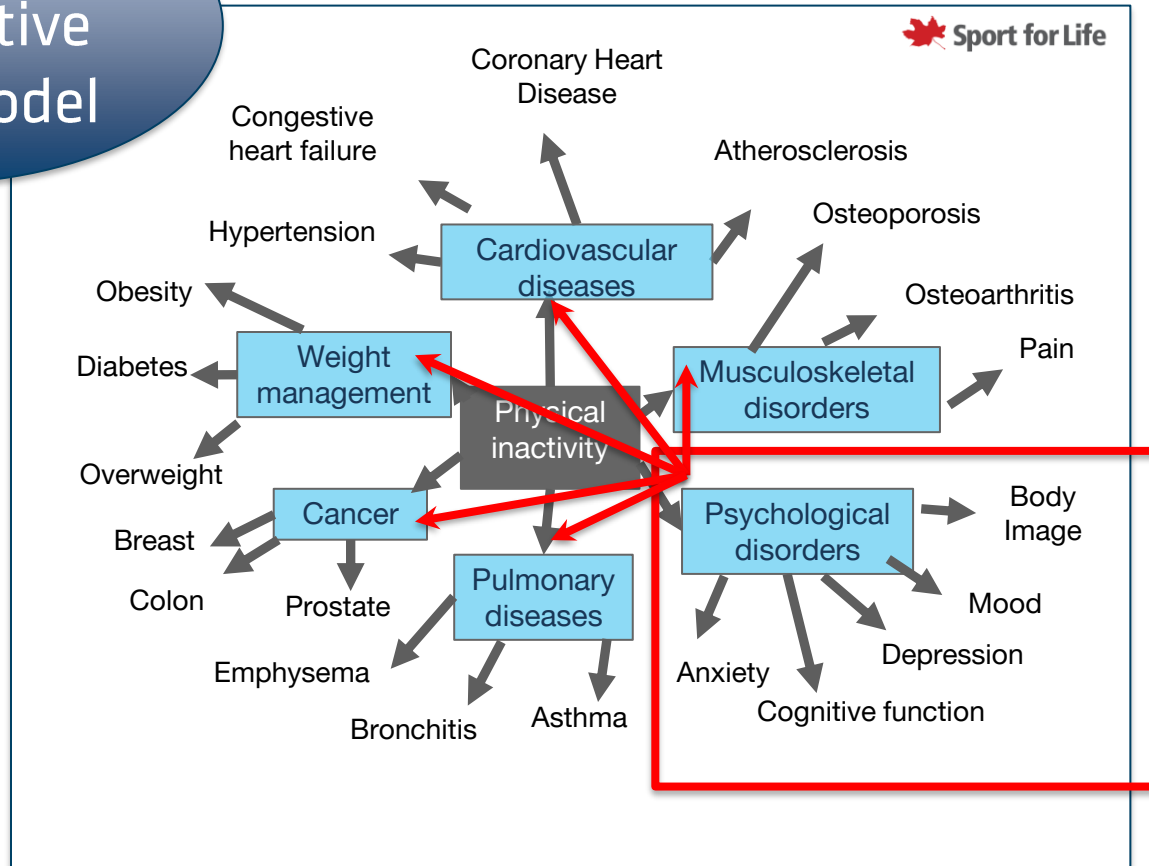 Sport for Life
Coronary Heart
Disease
Congestive
heart failure
Atherosclerosis
Osteoporosis
Hypertension
Cardiovascular
diseases
Obesity
Osteoarthritis
Diabetes
Weight
management
Musculoskeletal
disorders
Pain
Physical
inactivity
Overweight
Cancer
Psychological
disorders
Body
Image
Breast
Colon
Prostate
Pulmonary
diseases
Mood
Depression
Emphysema
Anxiety
Cognitive function
Bronchitis
Asthma
tive
odel